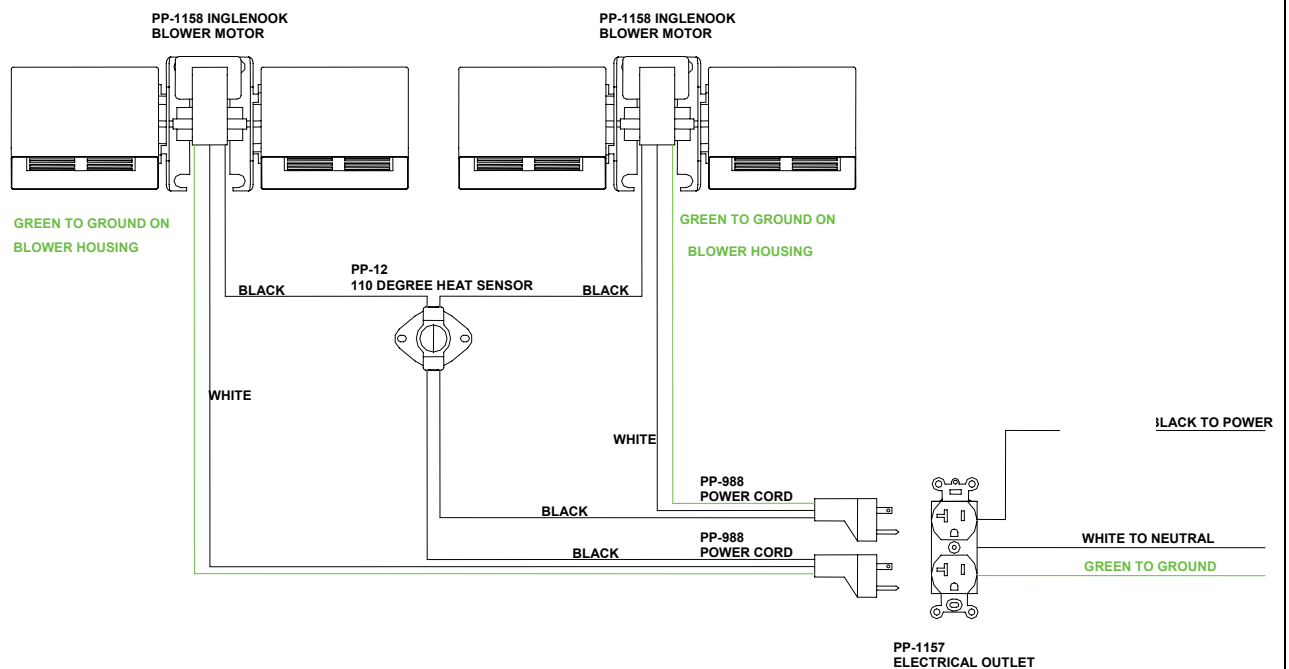 PP-1158 INGLENOOK
BLOWER MOTOR
PP-1158 INGLENOOK
BLOWER MOTOR
GREEN TO GROUND ON
BLOWER HOUSING
GREEN TO GROUND ON
BLOWER HOUSING
PP-12
110 DEGREE HEAT SENSOR
BLACK
BLACK
WHITE
WHITE
BLACK TO POWER
PP-988
POWER CORD
BLACK
PP-988
POWER CORD
BLACK
WHITE TO NEUTRAL
GREEN TO GROUND
PP-1157
ELECTRICAL OUTLET